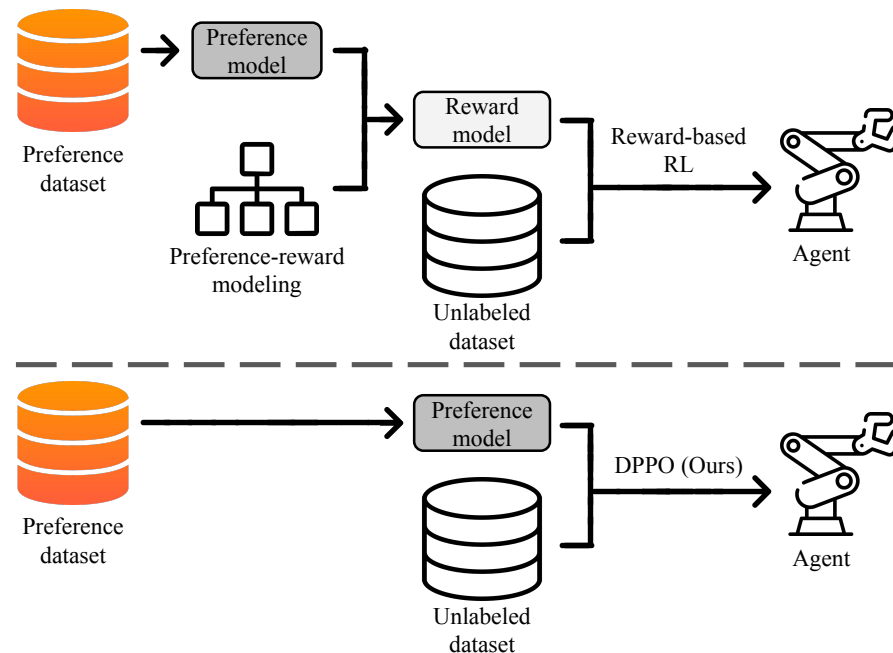 Preference
dataset
Preference
model
Preference-reward
modeling
Reward
model
Unlabeled
dataset
Reward-based
RL
Agent
Preference
dataset
Preference
model
Unlabeled
dataset
DPPO (Ours)
Agent